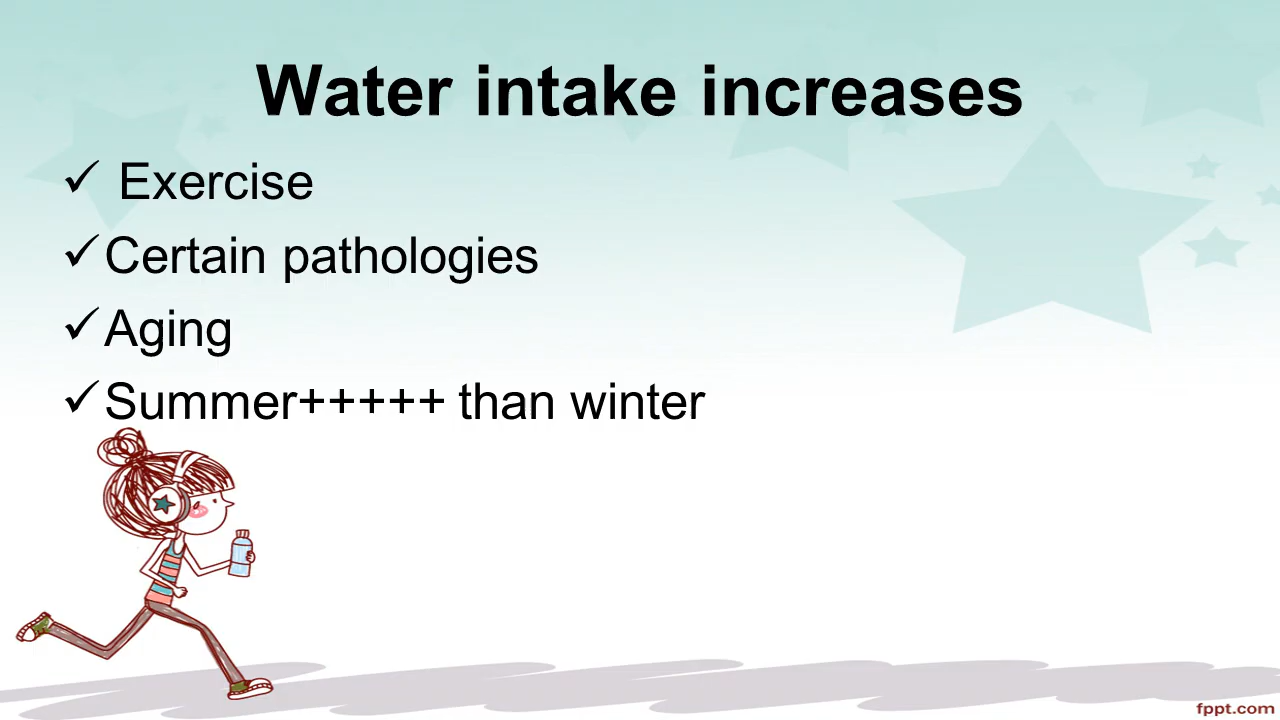 Water intake increases
✓ Exercise
✓Certain pathologies
✓Aging
✓Summer+++++ than winter
fppt.com